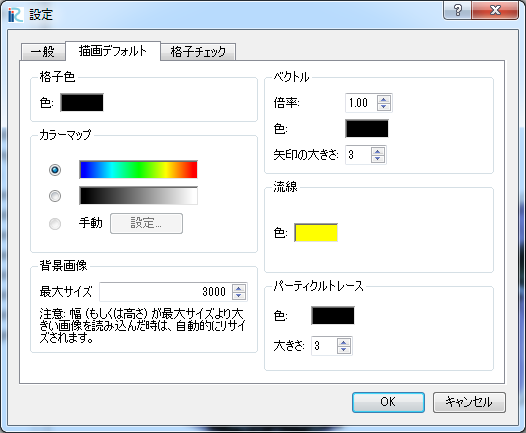 設定
一般
描画デフォルト
格子チェック
格子色
色:
カラーマップ
手動
設定...
背景画像
最大サイズ
3000
注意: 幅 (もしくは高さ) が最大サイズより大
きい画像を読み込んだ時は、自動的にリサイ
ズされます。
ベクトル
倍率:
1.00
色:
矢印の大きさ:
3
流線
色:
パーティクルトレース
色:
大きさ:
3
OK
キャンセル